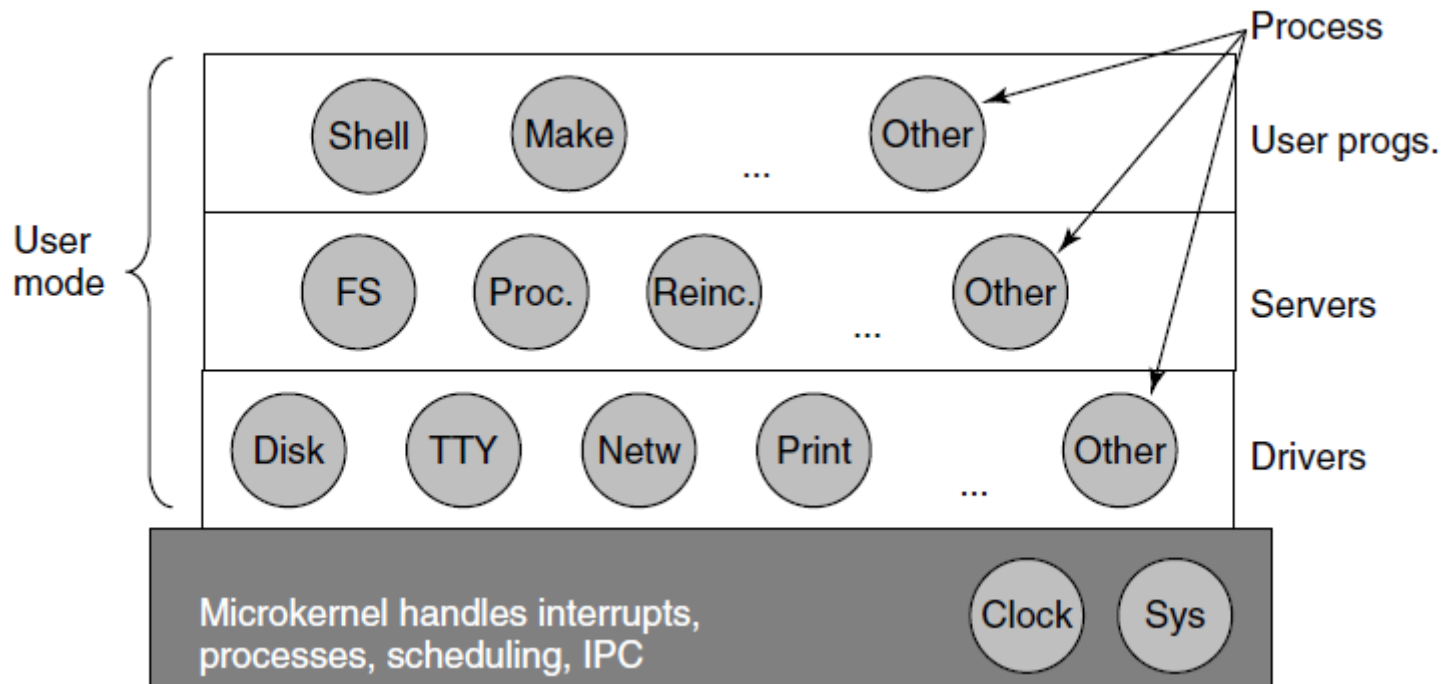 Process
Shell
Make
...
Other
User progs.
User
mode
FS
Proc.
Reinc.
...
Other
Servers
Disk
TTY
Netw
Print
...
Other
Drivers
Microkernel handles interrupts,
processes, scheduling, IPC
Clock
Sys